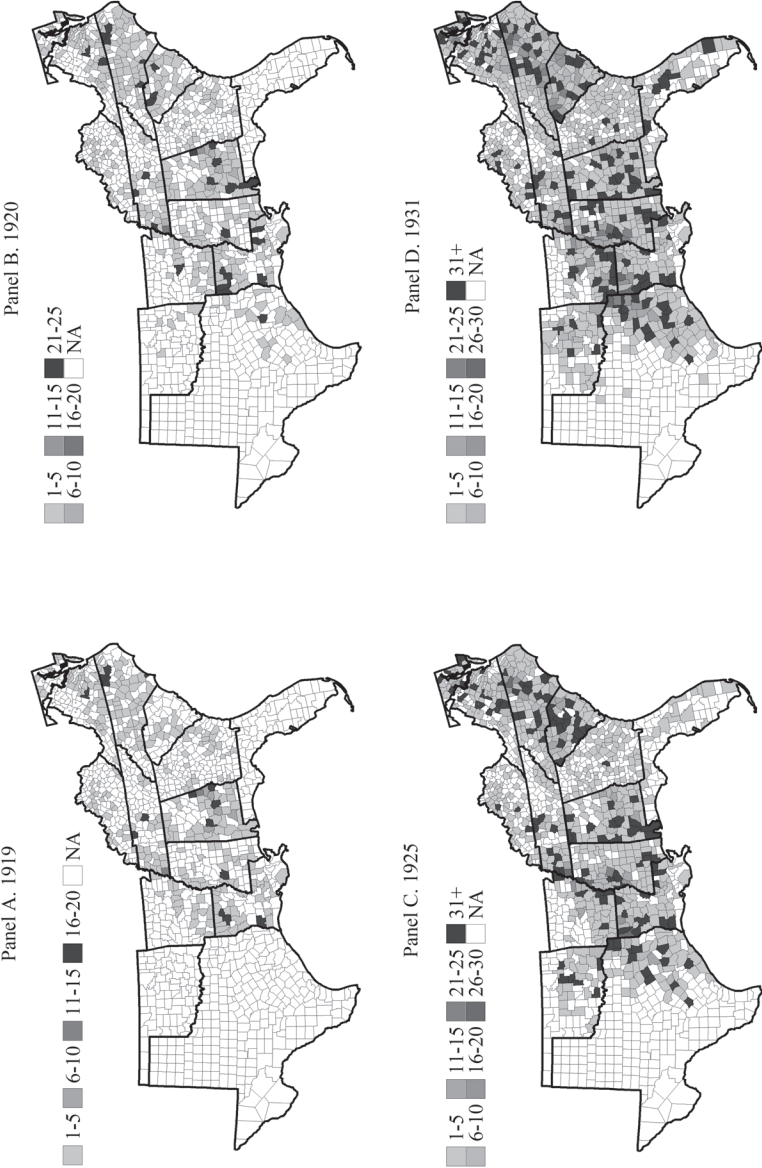 Panel A. 1919
1-5 6-10 11-15 16-20 NA
Panel B. 1920
1-5 11-15 21-25
6-10 16-20 NA
Panel C. 1925
1-5 11-15 21-25 31+
6-10 16-20 26-30 NA
Panel D. 1931
1-5 11-15 21-25 31+
6-10 16-20 26-30 NA